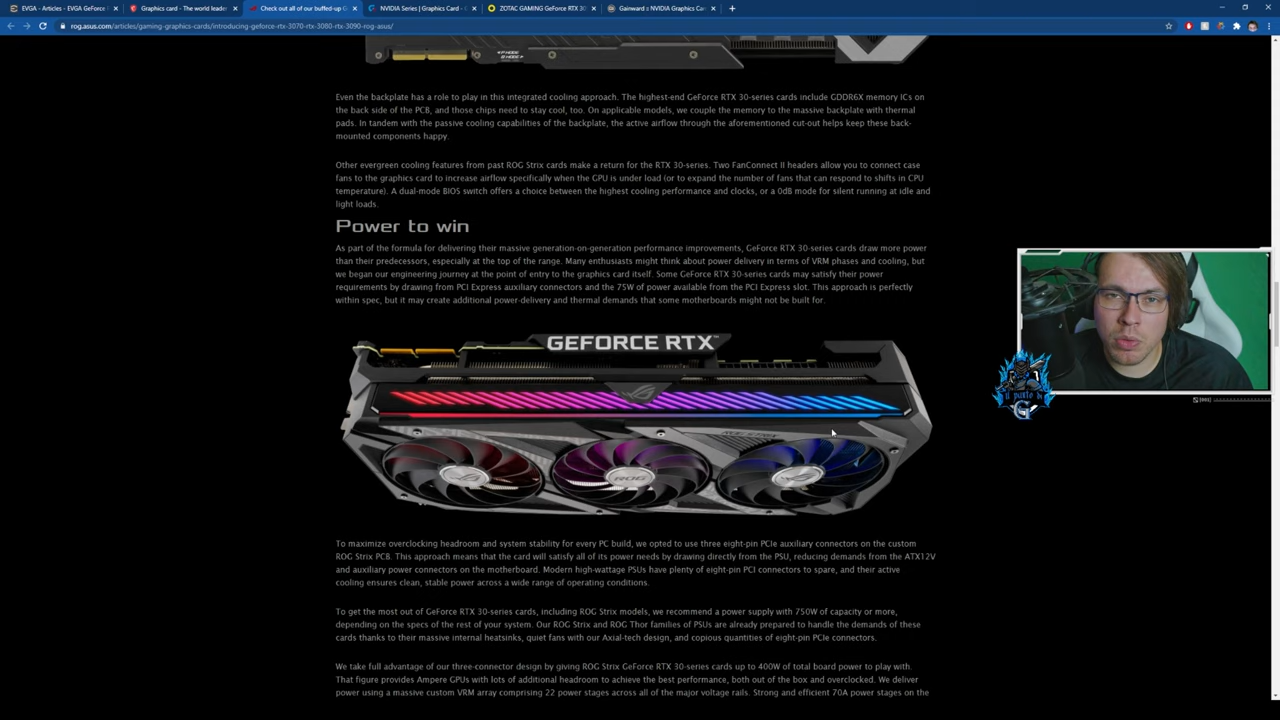 EVGA - Articles - EVGA GeForce
Graphics card - The world leader
Check out all of our buffed-up G
NVIDIA Series | Graphics Card - 
ZOTAC GAMING GeForce RTX 30
Gainward :: NVIDIA Graphics Ca
rog.asus.com/articles/gaming-graphics-cards/introducing-geforce-rtx-3070-rtx-3080-rtx-3090-rog-asus/
Even the backplate has a role to play in this integrated cooling approach. The highest-end GeForce RTX 30-series cards include GDDR6X memory ICs on
the back side of the PCB, and those chips need to stay cool, too. On applicable models, we couple the memory to the massive backplate with thermal
pads. In tandem with the passive cooling capabilities of the backplate, the active airflow through the aforementioned cut-out helps keep these back-
mounted components happy.
Other evergreen cooling features from past ROG Strix cards make a return for the RTX 30-series. Two FanConnect II headers allow you to connect case
fans to the graphics card to increase airflow specifically when the GPU is under load (or to expand the number of fans that can respond to shifts in CPU
temperature). A dual-mode BIOS switch offers a choice between the highest cooling performance and clocks, or a 0dB mode for silent running at idle and
light loads.
Power to win
As part of the formula for delivering their massive generation-on-generation performance improvements, GeForce RTX 30-series cards draw more power
than their predecessors, especially at the top of the range. Many enthusiasts might think about power delivery in terms of VRM phases and cooling, but
we began our engineering journey at the point of entry to the graphics card itself. Some GeForce RTX 30-series cards may satisfy their power
requirements by drawing from PCI Express auxiliary connectors and the 75W of power available from the PCI Express slot. This approach is perfectly
within spec, but it may create additional power-delivery and thermal demands that some motherboards might not be built for.
GEFORCE RTX
ROG
To maximize overclocking headroom and system stability for every PC build, we opted to use three eight-pin PCIe auxiliary connectors on the custom
ROG Strix PCB. This approach means that the card will satisfy all of its power needs by drawing directly from the PSU, reducing demands from the ATX12V
and auxiliary power connectors on the motherboard. Modern high-wattage PSUs have plenty of eight-pin PCI connectors to spare, and their active
cooling ensures clean, stable power across a wide range of operating conditions.
To get the most out of GeForce RTX 30-series cards, including ROG Strix models, we recommend a power supply with 750W of capacity or more,
depending on the specs of the rest of your system. Our ROG Strix and ROG Thor families of PSUs are already prepared to handle the demands of these
cards thanks to their massive internal heatsinks, quiet fans with our Axial-tech design, and copious quantities of eight-pin PCIe connectors.
We take full advantage of our three-connector design by giving ROG Strix GeForce RTX 30-series cards up to 400W of total board power to play with.
That figure provides Ampere GPUs with lots of additional headroom to achieve the best performance, both out of the box and overclocked. We deliver
power using a massive custom VRM array comprising 22 power stages across all of the major voltage rails. Strong and efficient 70A power stages on the